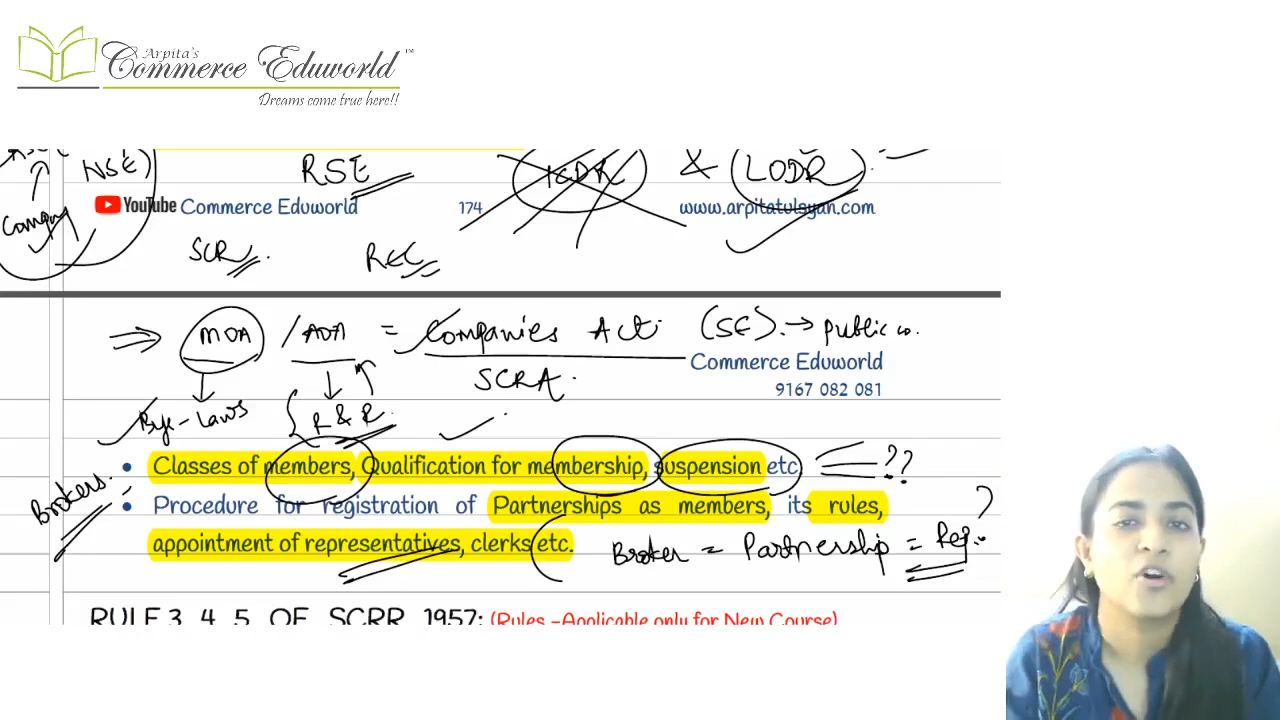 Arpita's
Commerce Eduworld™
Dreams come true here!!
NSE)
RSE
ICDR & (LODR)
Company
YouTube Commerce Eduworld 174 www.arpitatulsyan.com
SCR REC
⇒ MOA / AOA = Companies Act (SE) → public co.
Commerce Eduworld
SCRA
9167 082 081
Bye-Laws { R & R
• Classes of members, Qualification for membership, suspension etc ??
Brokers
• Procedure for registration of Partnerships as members, its rules, ?
appointment of representatives, clerks etc. Broker = Partnership = Rep.
RULE 3 4 5 OF SCRR 1957: (Rules -Applicable only for New Course)